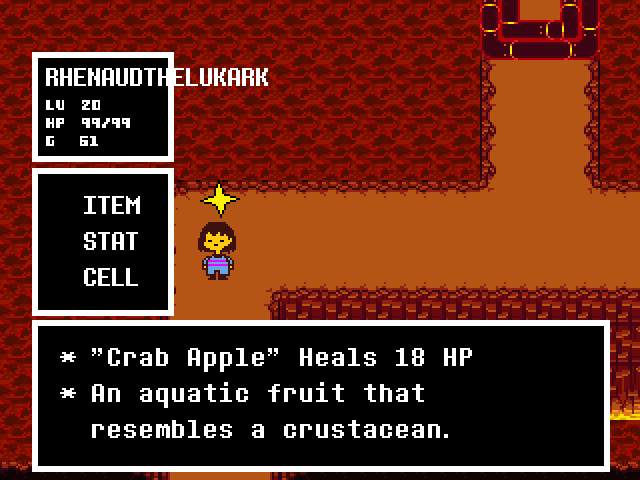 RHENAUDTHELUKARK
LV 20
HP 99/99
G 61
ITEM
STAT
CELL
* "Crab Apple" Heals 18 HP
* An aquatic fruit that
resembles a crustacean.